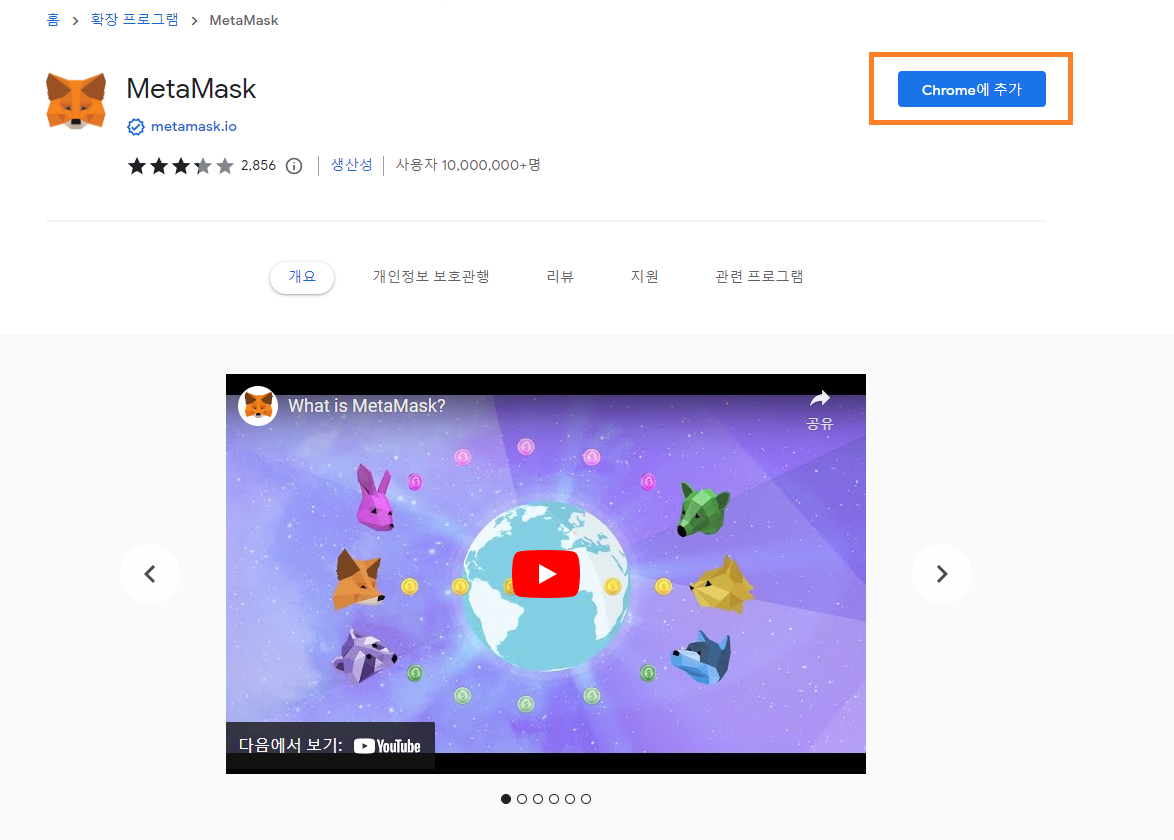 홈 > 확장 프로그램 > MetaMask
MetaMask
Chrome에 추가
metamask.io
2,856 생산성 사용자 10,000,000+명
개요 개인정보 보호관행 리뷰 지원 관련 프로그램
What is MetaMask?
공유
다음에서 보기: YouTube